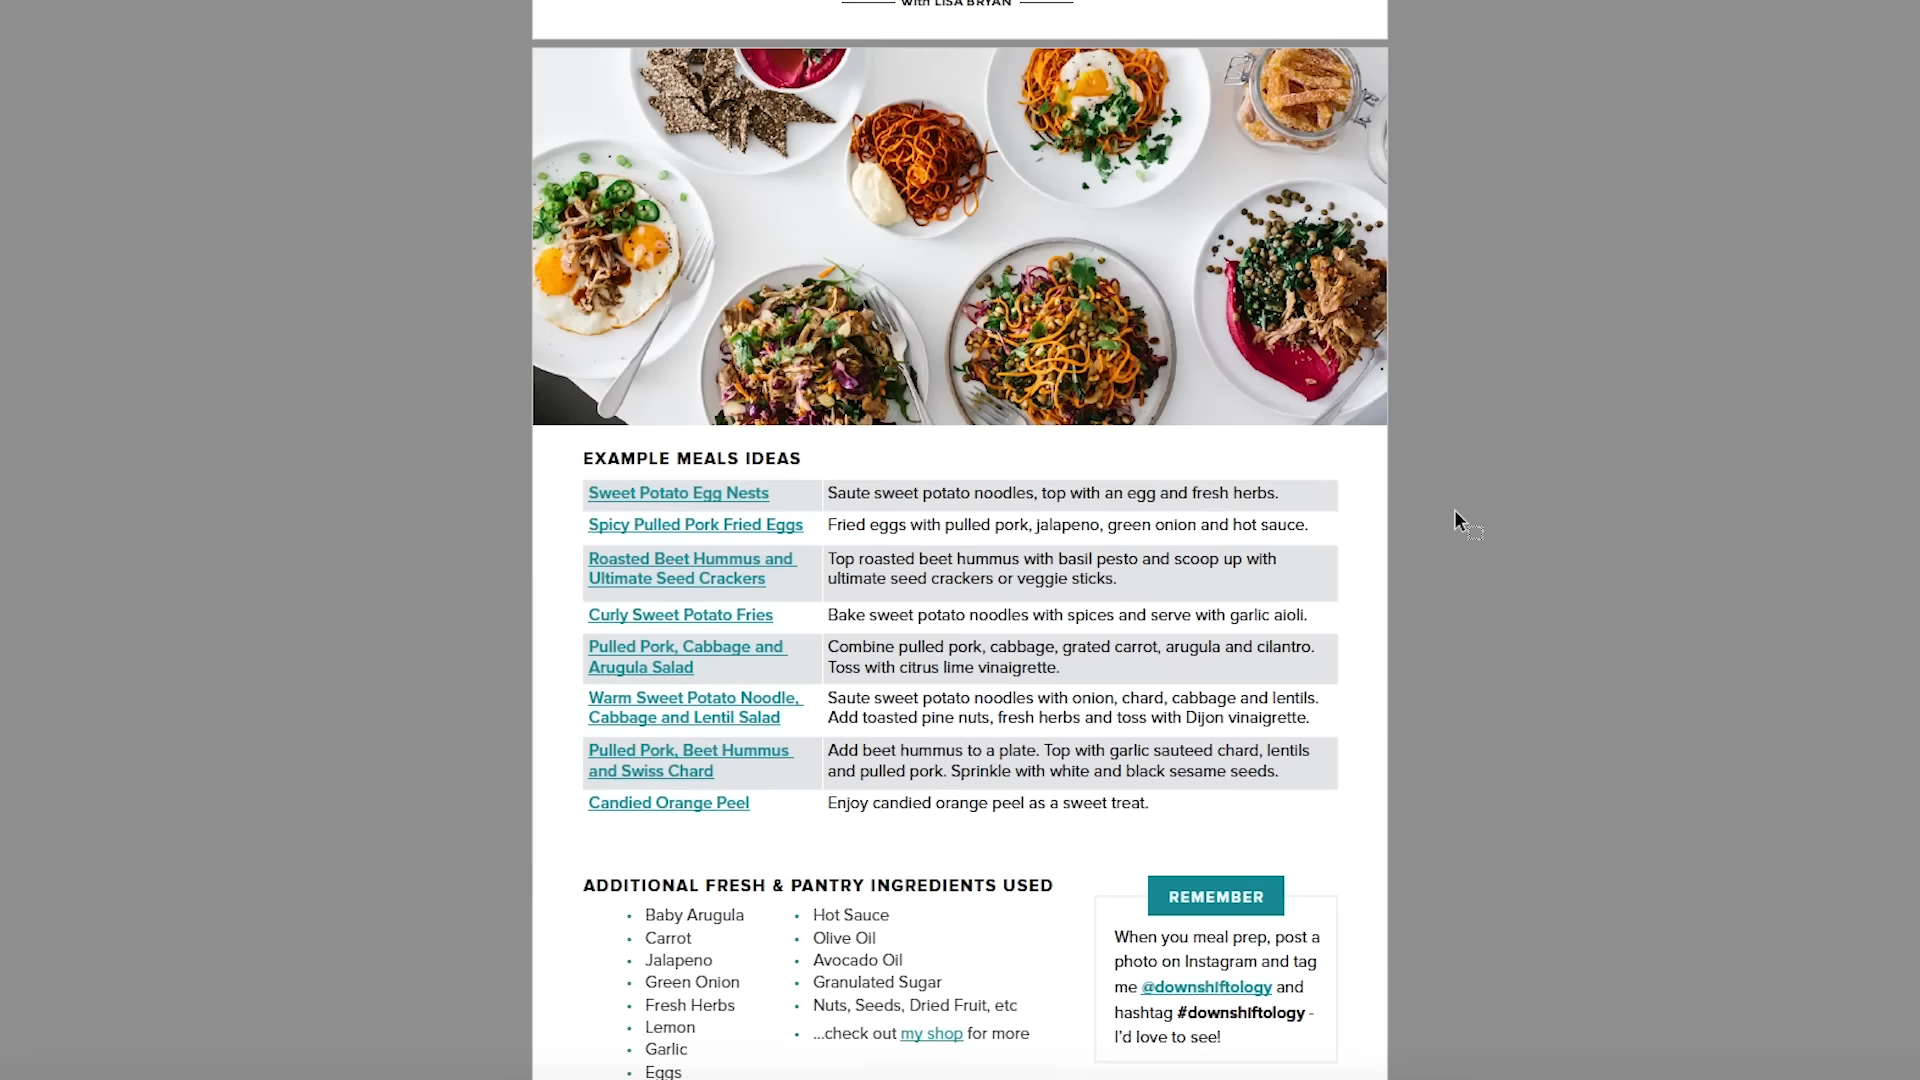 with LISA BRYAN
EXAMPLE MEALS IDEAS
Sweet Potato Egg Nests
Saute sweet potato noodles, top with an egg and fresh herbs.
Spicy Pulled Pork Fried Eggs
Fried eggs with pulled pork, jalapeno, green onion and hot sauce.
Roasted Beet Hummus and
Ultimate Seed Crackers
Top roasted beet hummus with basil pesto and scoop up with
ultimate seed crackers or veggie sticks.
Curly Sweet Potato Fries
Bake sweet potato noodles with spices and serve with garlic aioli.
Pulled Pork, Cabbage and
Arugula Salad
Combine pulled pork, cabbage, grated carrot, arugula and cilantro.
Toss with citrus lime vinaigrette.
Warm Sweet Potato Noodle,
Cabbage and Lentil Salad
Saute sweet potato noodles with onion, chard, cabbage and lentils.
Add toasted pine nuts, fresh herbs and toss with Dijon vinaigrette.
Pulled Pork, Beet Hummus
and Swiss Chard
Add beet hummus to a plate. Top with garlic sauteed chard, lentils
and pulled pork. Sprinkle with white and black sesame seeds.
Candied Orange Peel
Enjoy candied orange peel as a sweet treat.
ADDITIONAL FRESH & PANTRY INGREDIENTS USED
• Baby Arugula
• Carrot
• Jalapeno
• Green Onion
• Fresh Herbs
• Lemon
• Garlic
• Eggs
• Hot Sauce
• Olive Oil
• Avocado Oil
• Granulated Sugar
• Nuts, Seeds, Dried Fruit, etc
• ...check out my shop for more
REMEMBER
When you meal prep, post a
photo on Instagram and tag
me @downshiftology and
hashtag #downshiftology -
I'd love to see!